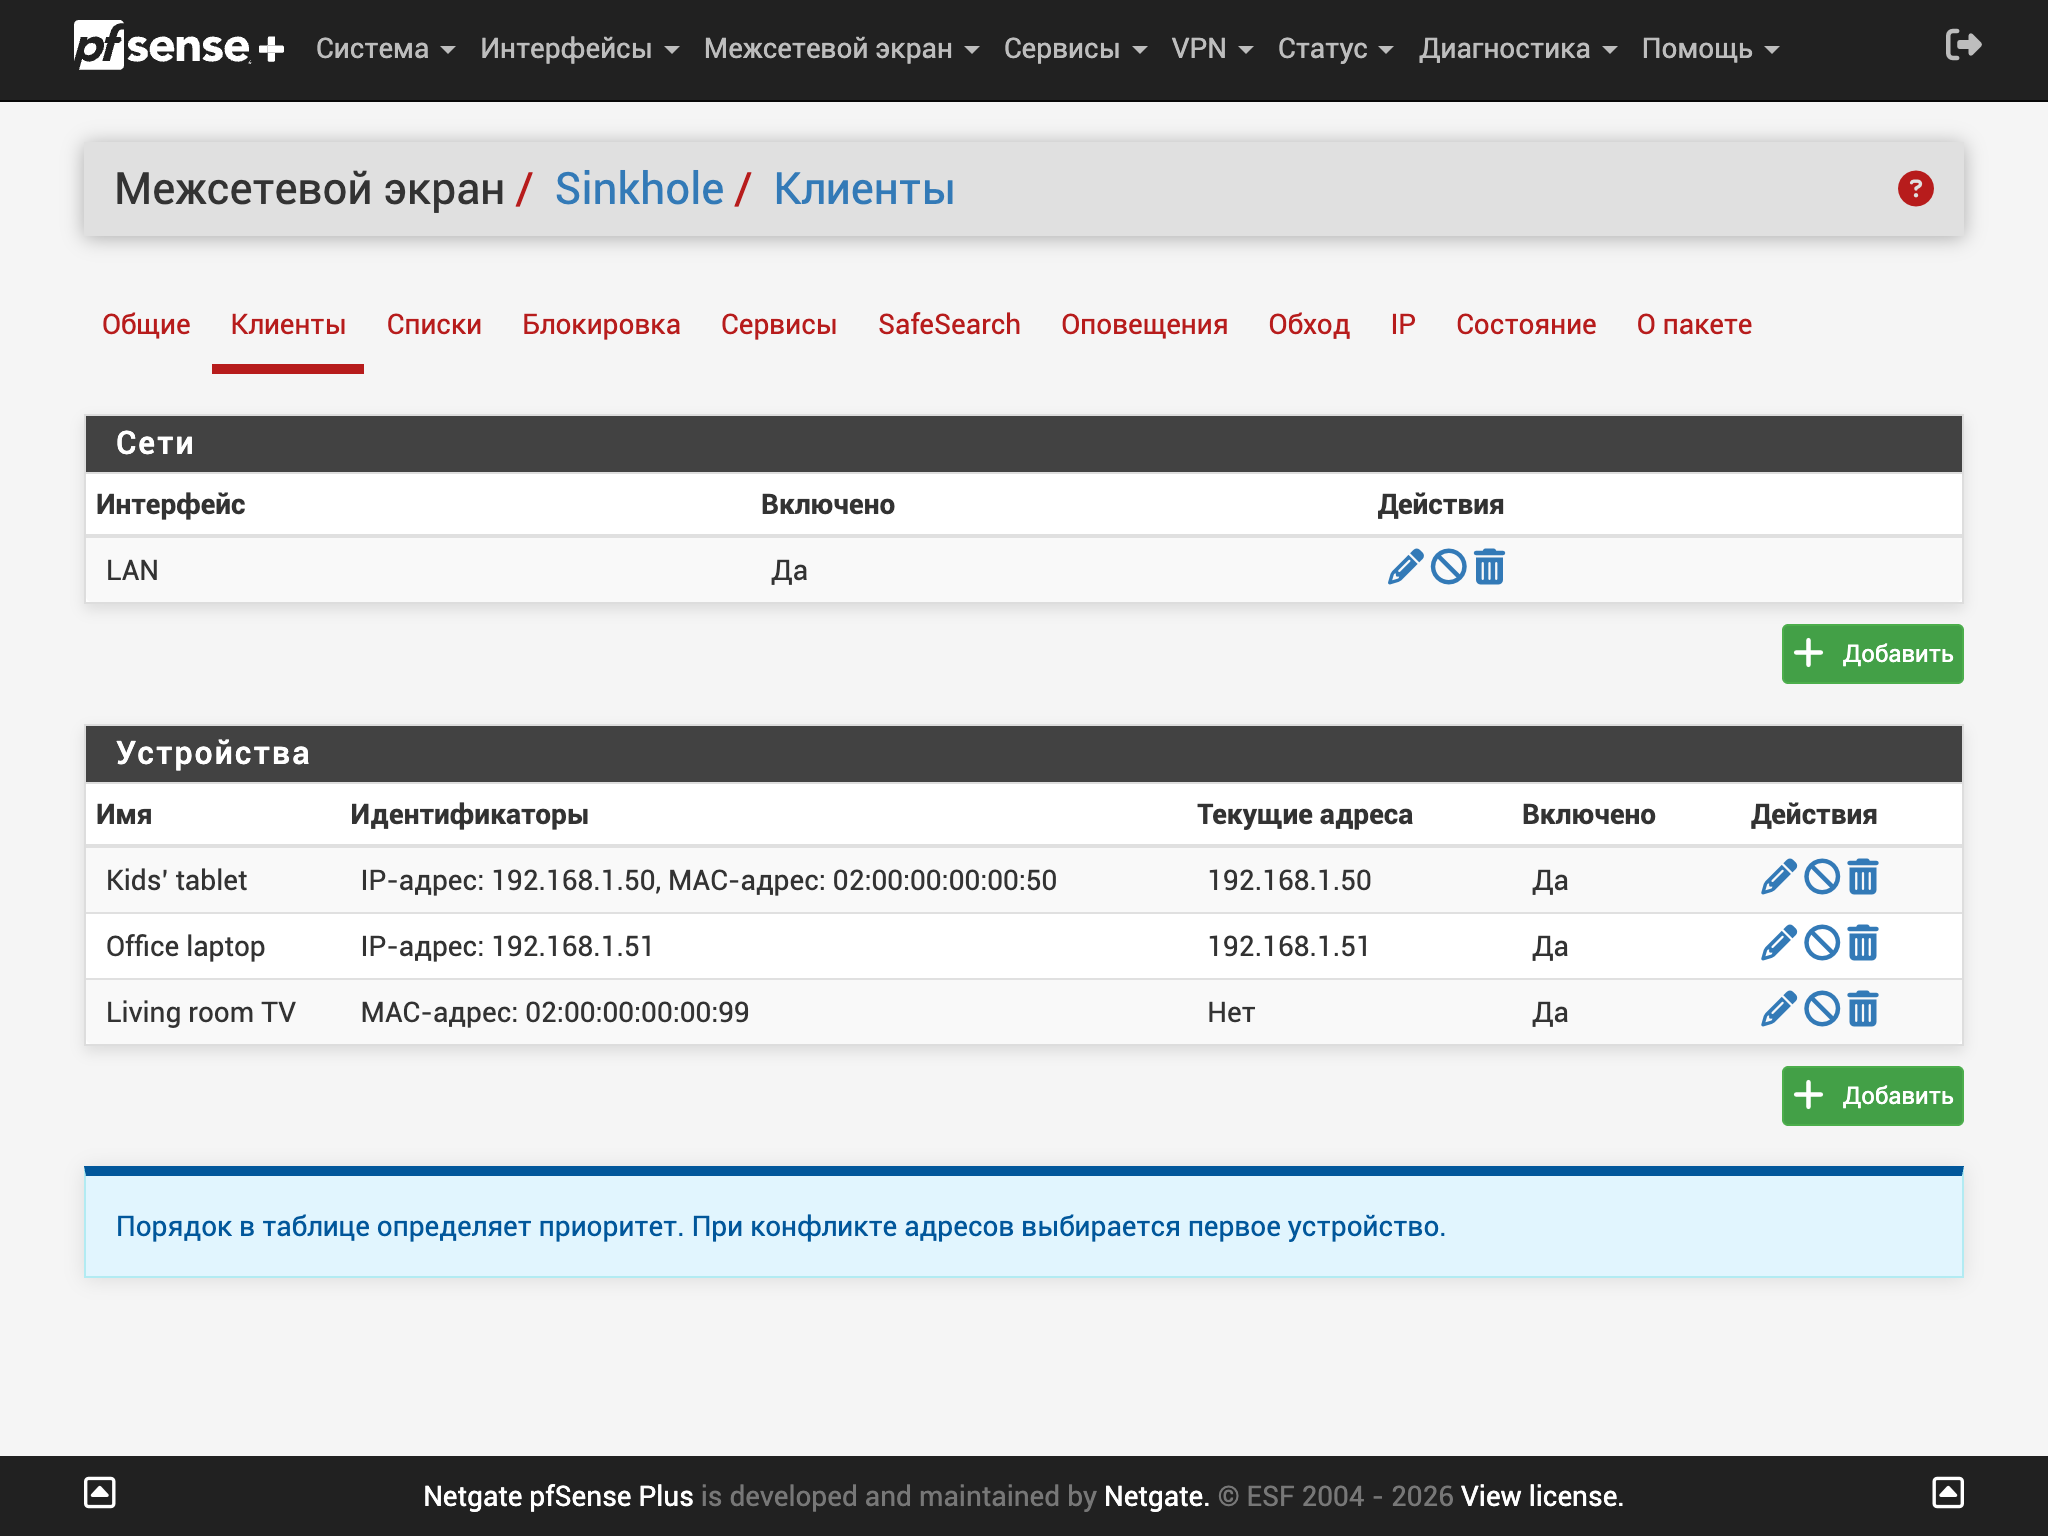 pfsense+ Система Интерфейсы Межсетевой экран Сервисы VPN Статус Диагностика Помощь
Межсетевой экран / Sinkhole / Клиенты ?
Общие Клиенты Списки Блокировка Сервисы SafeSearch Оповещения Обход IP Состояние О пакете
Сети
Интерфейс Включено Действия
LAN Да
+ Добавить
Устройства
Имя Идентификаторы Текущие адреса Включено Действия
Kids' tablet IP-адрес: 192.168.1.50, MAC-адрес: 02:00:00:00:00:50 192.168.1.50 Да
Office laptop IP-адрес: 192.168.1.51 192.168.1.51 Да
Living room TV MAC-адрес: 02:00:00:00:00:99 Нет Да
+ Добавить
Порядок в таблице определяет приоритет. При конфликте адресов выбирается первое устройство.
Netgate pfSense Plus is developed and maintained by Netgate. © ESF 2004 - 2026 View license.